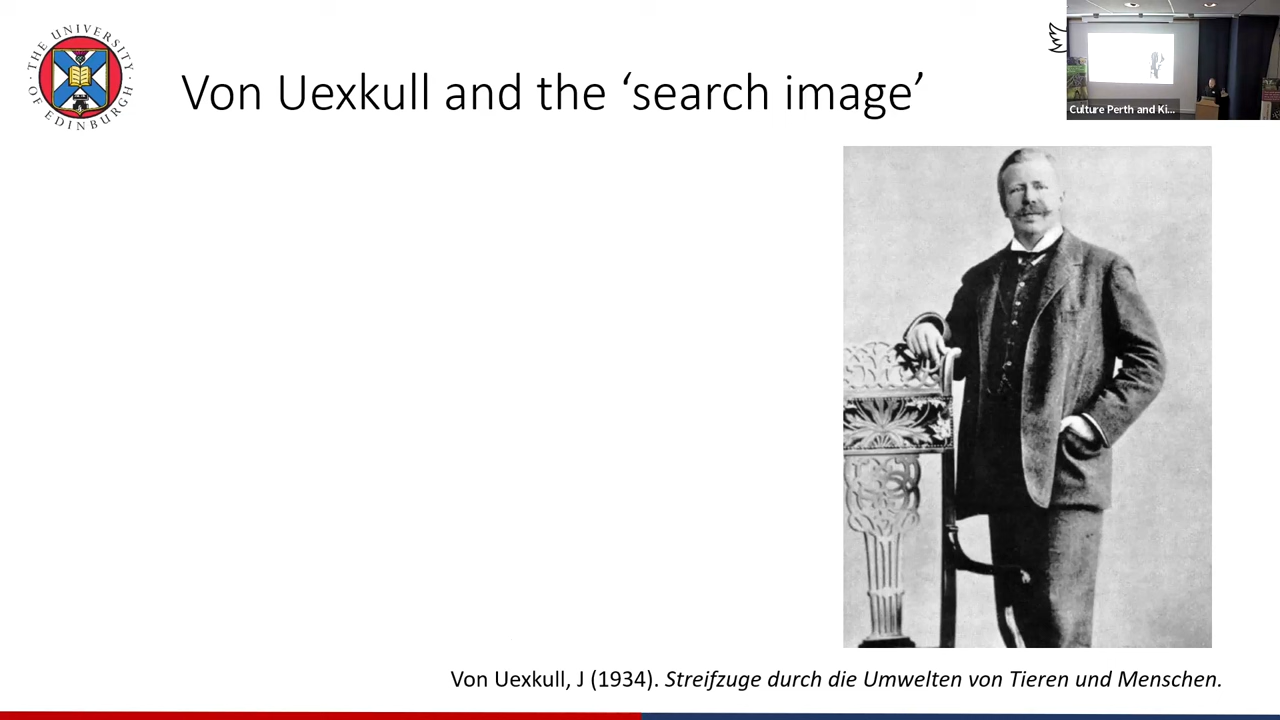 THE UNIVERSITY
OF EDINBURGH
Von Uexkull and the ‘search image’
Culture Perth and Ki...
Von Uexkull, J (1934). Streifzuge durch die Umwelten von Tieren und Menschen.